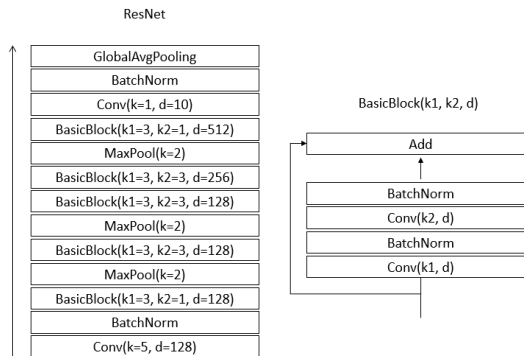 ResNet
GlobalAvgPooling
BatchNorm
Conv(k=1, d=10)
BasicBlock(k1=3, k2=1, d=512)
MaxPool(k=2)
BasicBlock(k1=3, k2=3, d=256)
BasicBlock(k1=3, k2=3, d=128)
MaxPool(k=2)
BasicBlock(k1=3, k2=3, d=128)
MaxPool(k=2)
BasicBlock(k1=3, k2=1, d=128)
BatchNorm
Conv(k=5, d=128)
BasicBlock(k1, k2, d)
Add
BatchNorm
Conv(k2, d)
BatchNorm
Conv(k1, d)